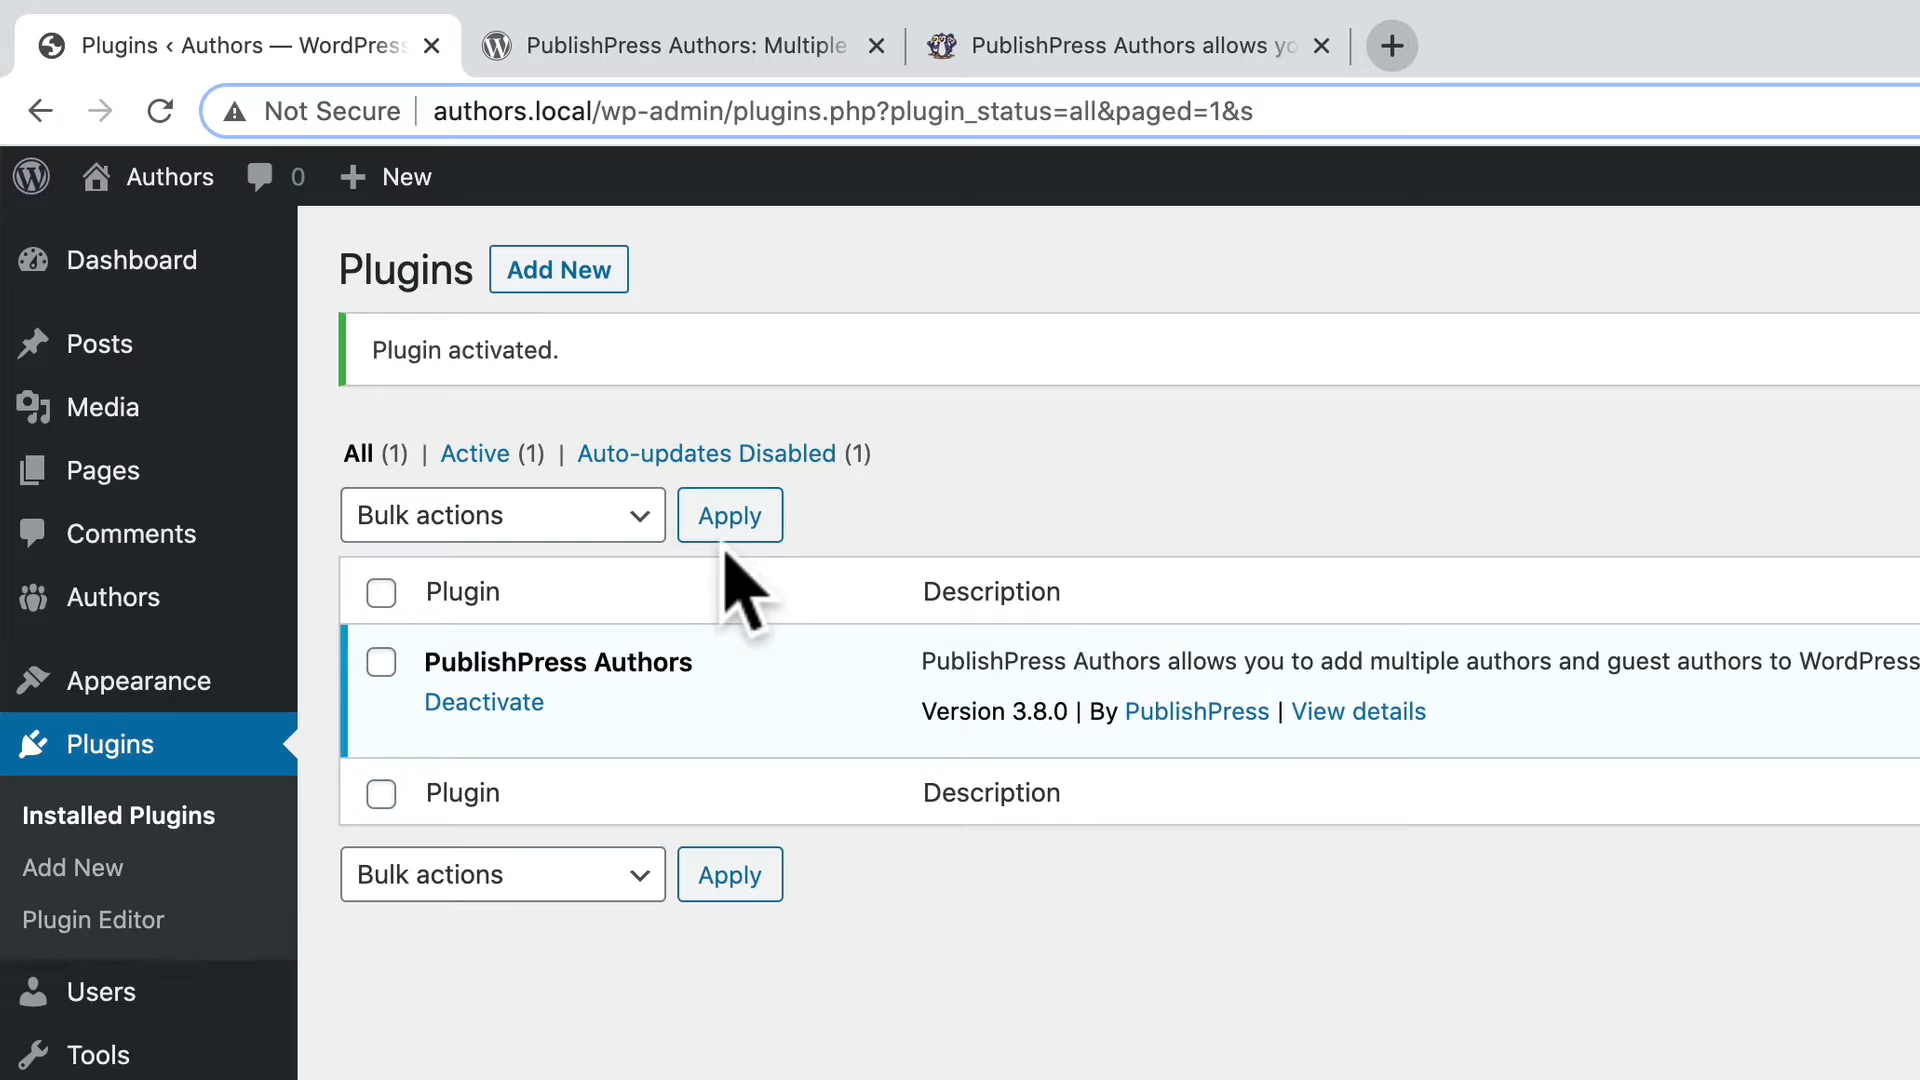 Plugins ‹ Authors — WordPress
PublishPress Authors: Multiple
PublishPress Authors allows yo
Not Secure
authors.local/wp-admin/plugins.php?plugin_status=all&paged=1&s
Authors
0
New
Dashboard
Posts
Media
Pages
Comments
Authors
Appearance
Plugins
Installed Plugins
Add New
Plugin Editor
Users
Tools
Plugins
Add New
Plugin activated.
All (1) | Active (1) | Auto-updates Disabled (1)
Bulk actions
Apply
Plugin
Description
PublishPress Authors
Deactivate
PublishPress Authors allows you to add multiple authors and guest authors to WordPress
Version 3.8.0 | By PublishPress | View details
Plugin
Description
Bulk actions
Apply